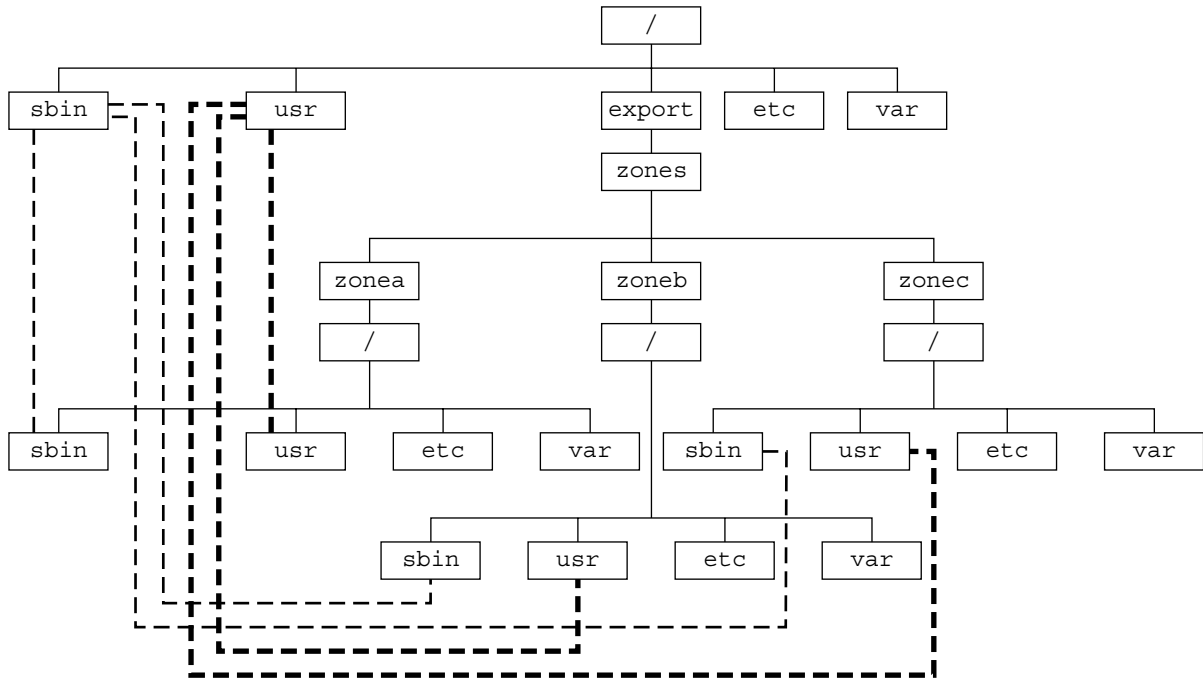 /
sbin usr export etc var
zones
zonea zoneb zonec
/ / /
sbin usr etc var sbin usr etc var
sbin usr etc var